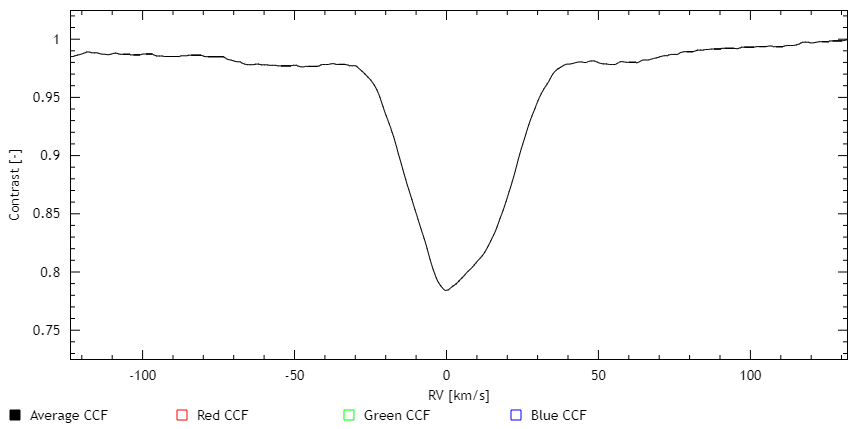 1
0.95
0.9
0.85
0.8
0.75
Contrast [-]
-100 -50 0 50 100
RV [km/s]
Average CCF Red CCF Green CCF Blue CCF